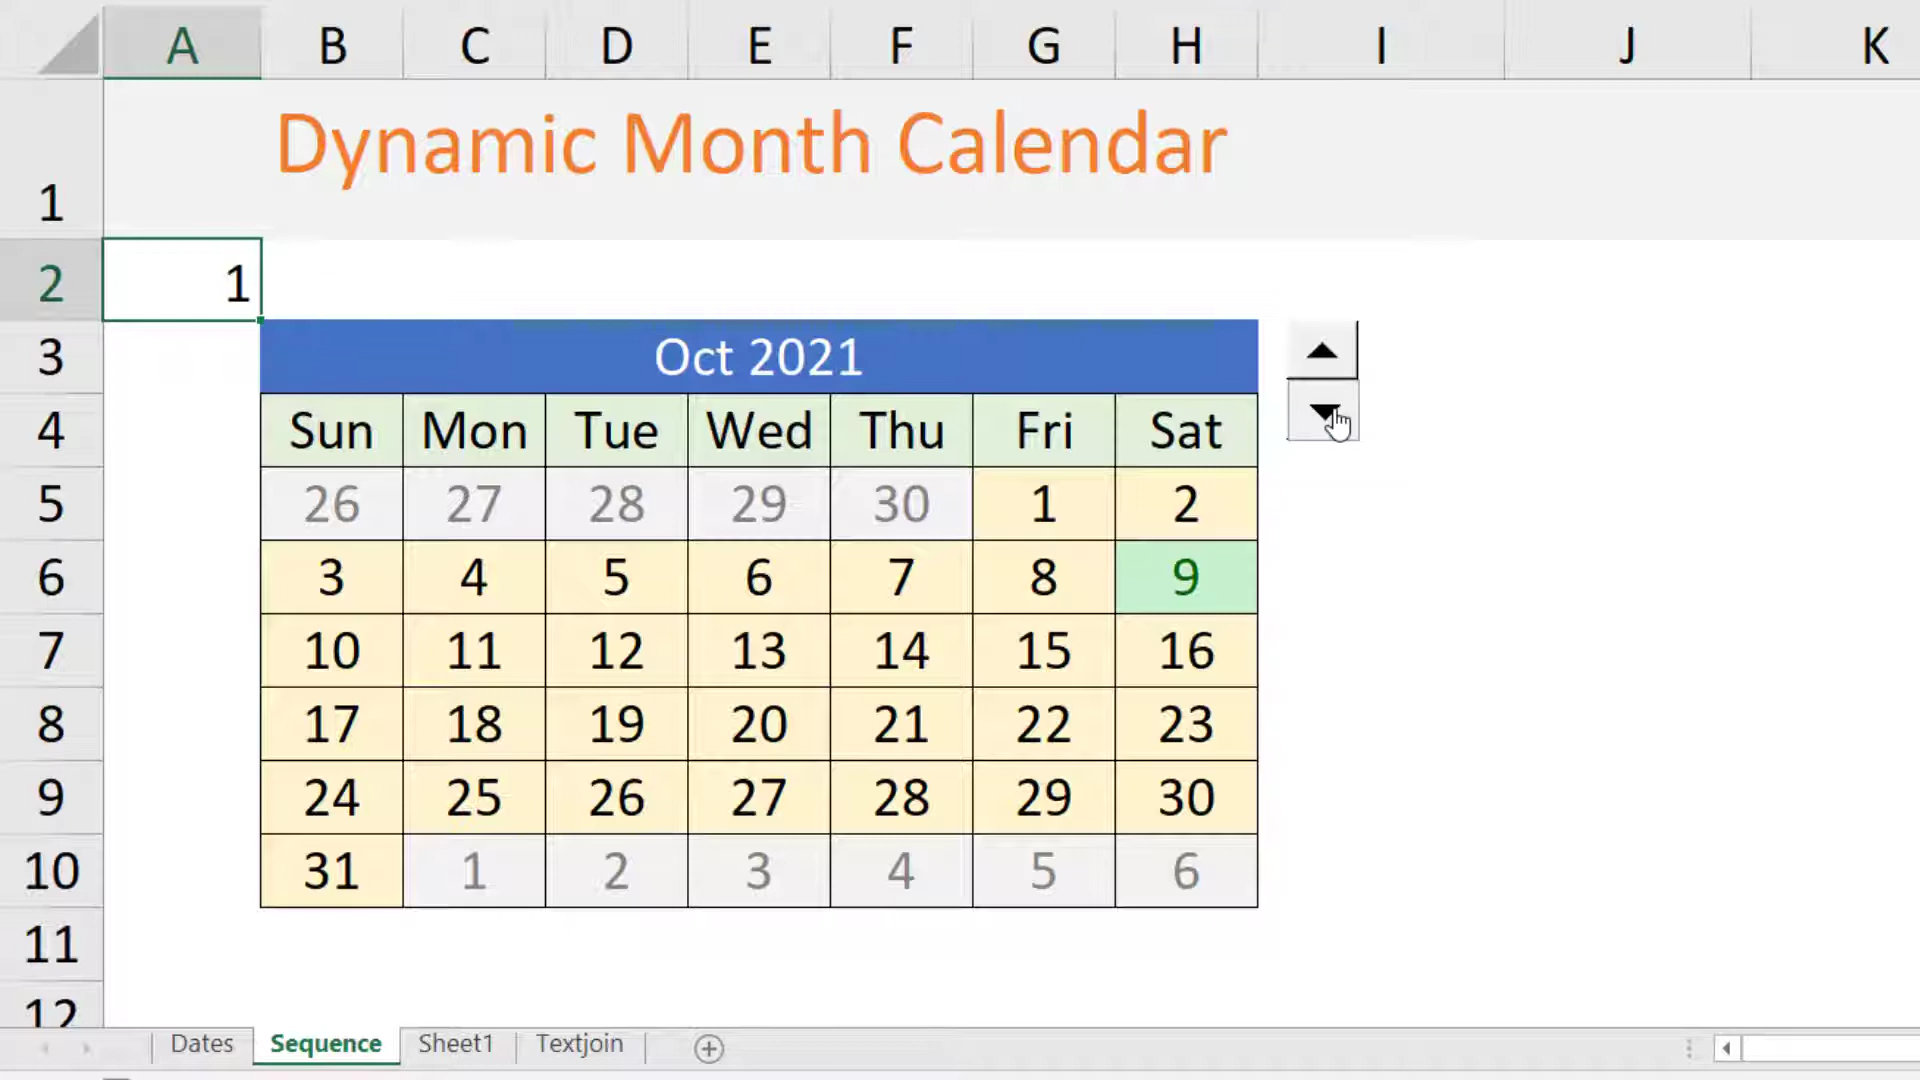 A B C D E F G H I J K
1 Dynamic Month Calendar
2 1
3 Oct 2021
4 Sun Mon Tue Wed Thu Fri Sat
5 26 27 28 29 30 1 2
6 3 4 5 6 7 8 9
7 10 11 12 13 14 15 16
8 17 18 19 20 21 22 23
9 24 25 26 27 28 29 30
10 31 1 2 3 4 5 6
11
12
Dates Sequence Sheet1 Textjoin